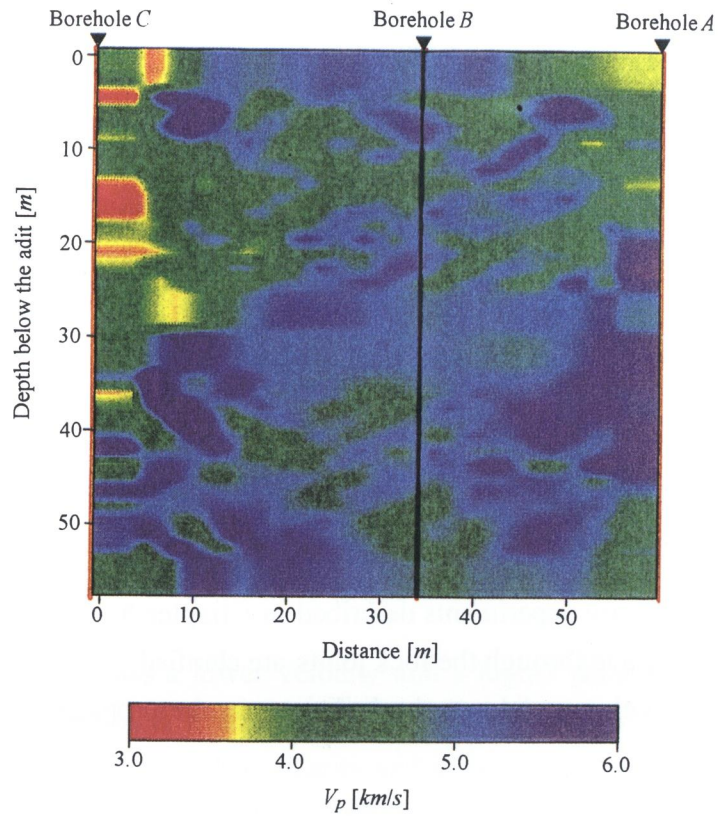 Borehole C Borehole B Borehole A
0
10
20
30
40
50
Depth below the adit [m]
0 10 20 30 40 50
Distance [m]
3.0 4.0 5.0 6.0
Vp [km/s]